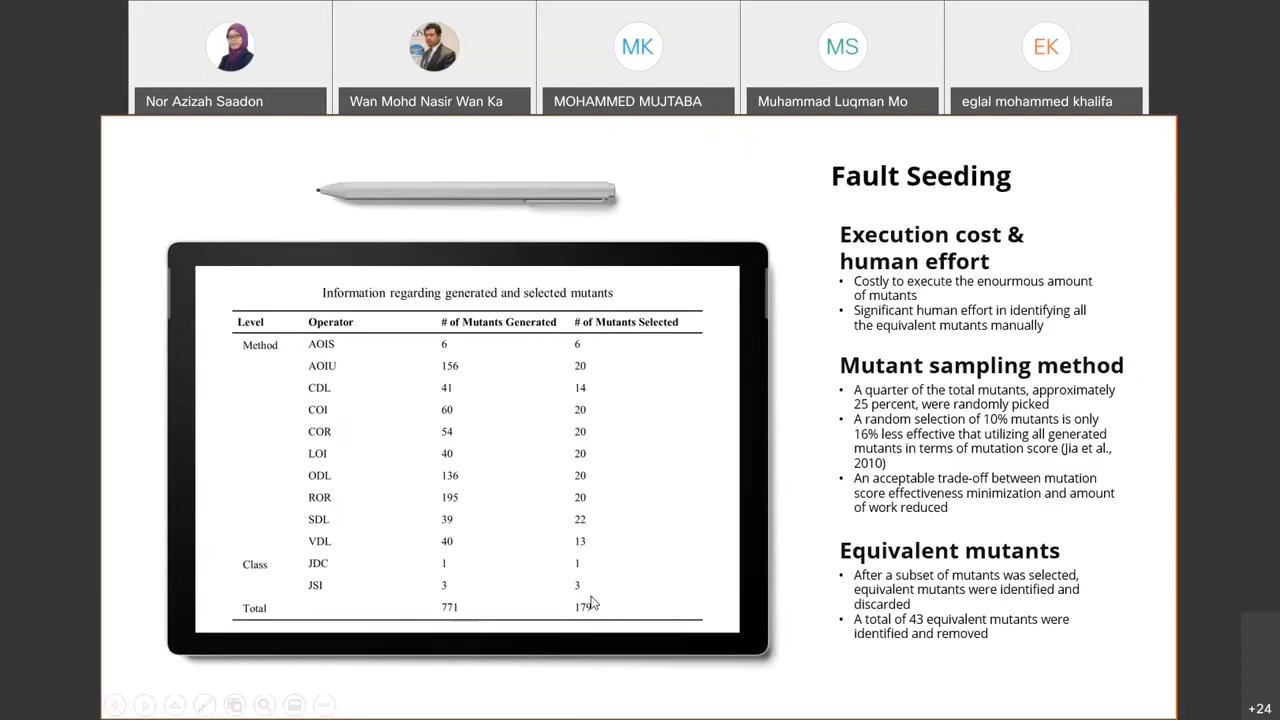 MK
MS
EK
Nor Azizah Saadon
Wan Mohd Nasir Wan Ka
MOHAMMED MUJTABA
Muhammad Luqman Mo
eglal mohammed khalifa
Information regarding generated and selected mutants
Level Operator # of Mutants Generated # of Mutants Selected
Method AOIS 6 6
AOIU 156 20
CDL 41 14
COI 60 20
COR 54 20
LOI 40 20
ODL 136 20
ROR 195 20
SDL 39 22
VDL 40 13
Class JDC 1 1
JSI 3 3
Total 771 179
Fault Seeding
Execution cost &
human effort
• Costly to execute the enourmous amount
of mutants
• Significant human effort in identifying all
the equivalent mutants manually
Mutant sampling method
• A quarter of the total mutants, approximately
25 percent, were randomly picked
• A random selection of 10% mutants is only
16% less effective that utilizing all generated
mutants in terms of mutation score (Jia et al.,
2010)
• An acceptable trade-off between mutation
score effectiveness minimization and amount
of work reduced
Equivalent mutants
• After a subset of mutants was selected,
equivalent mutants were identified and
discarded
• A total of 43 equivalent mutants were
identified and removed
+24